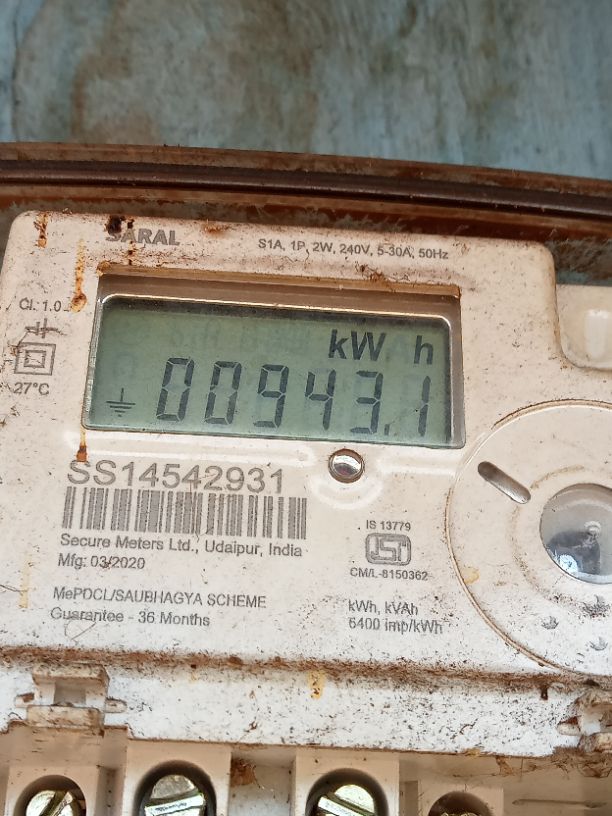 SARAL
S1A, 1P, 2W, 240V, 5-30A, 50Hz
Cl. 1.0
27°C
kW h
00943.1
SS14542931
Secure Meters Ltd., Udaipur, India
Mfg: 03/2020
MePDCL/SAUBHAGYA SCHEME
Guarantee - 36 Months
IS 13779
CM/L-8150362
kWh, kVAh
6400 imp/kWh